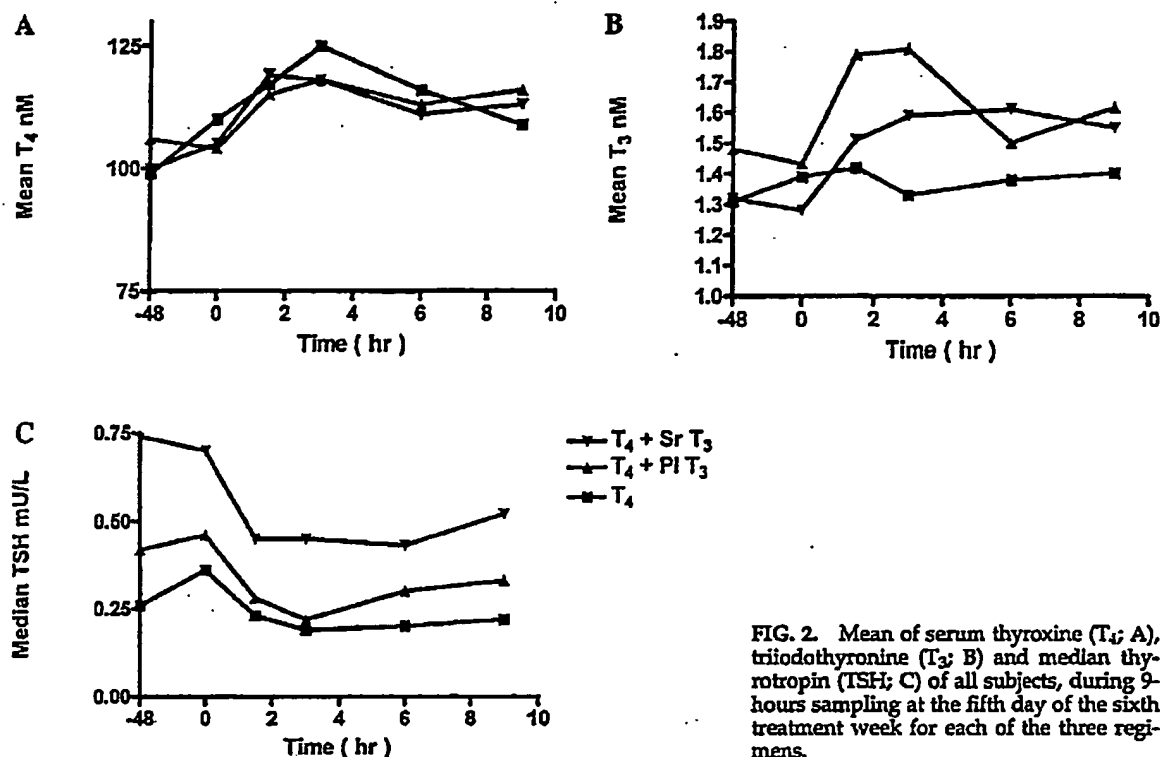 A
125
100
75
Mean T4 nM
-48 0 2 4 6 8 10
Time ( hr )
B
1.9
1.8
1.7
1.6
1.5
1.4
1.3
1.2
1.1
1.0
Mean T3 nM
-48 0 2 4 6 8 10
Time ( hr )
C
0.75
0.50
0.25
0.00
Median TSH mU/L
-48 0 2 4 6 8 10
Time ( hr )
T4 + Sr T3
T4 + Pl T3
T4
FIG. 2. Mean of serum thyroxine (T4; A),
triiodothyronine (T3; B) and median thy-
rotropin (TSH; C) of all subjects, during 9-
hours sampling at the fifth day of the sixth
treatment week for each of the three regi-
mens.